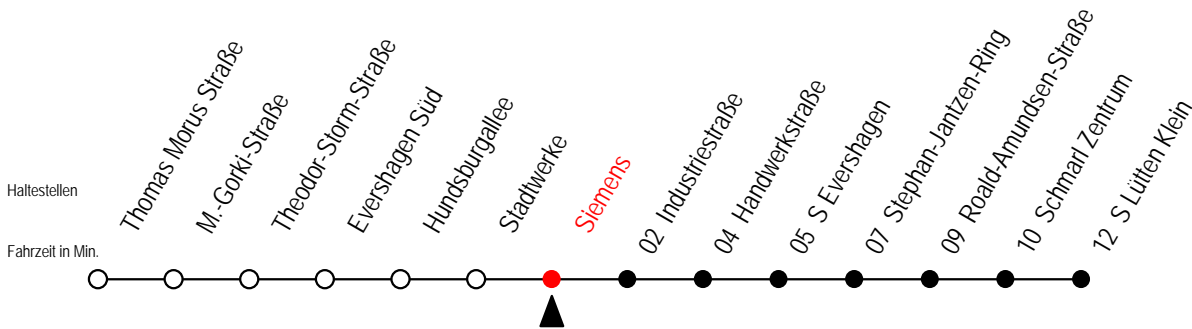 Haltestellen
Fahrzeit in Min.
Thomas Morus Straße
M.-Gorki-Straße
Theodor-Storm-Straße
Evershagen Süd
Hundsburgallee
Stadtwerke
Siemens
02 Industriestraße
04 Handwerkstraße
05 S Evershagen
07 Stephan-Jantzen-Ring
09 Roald-Amundsen-Straße
10 Schmarl Zentrum
12 S Lütten Klein